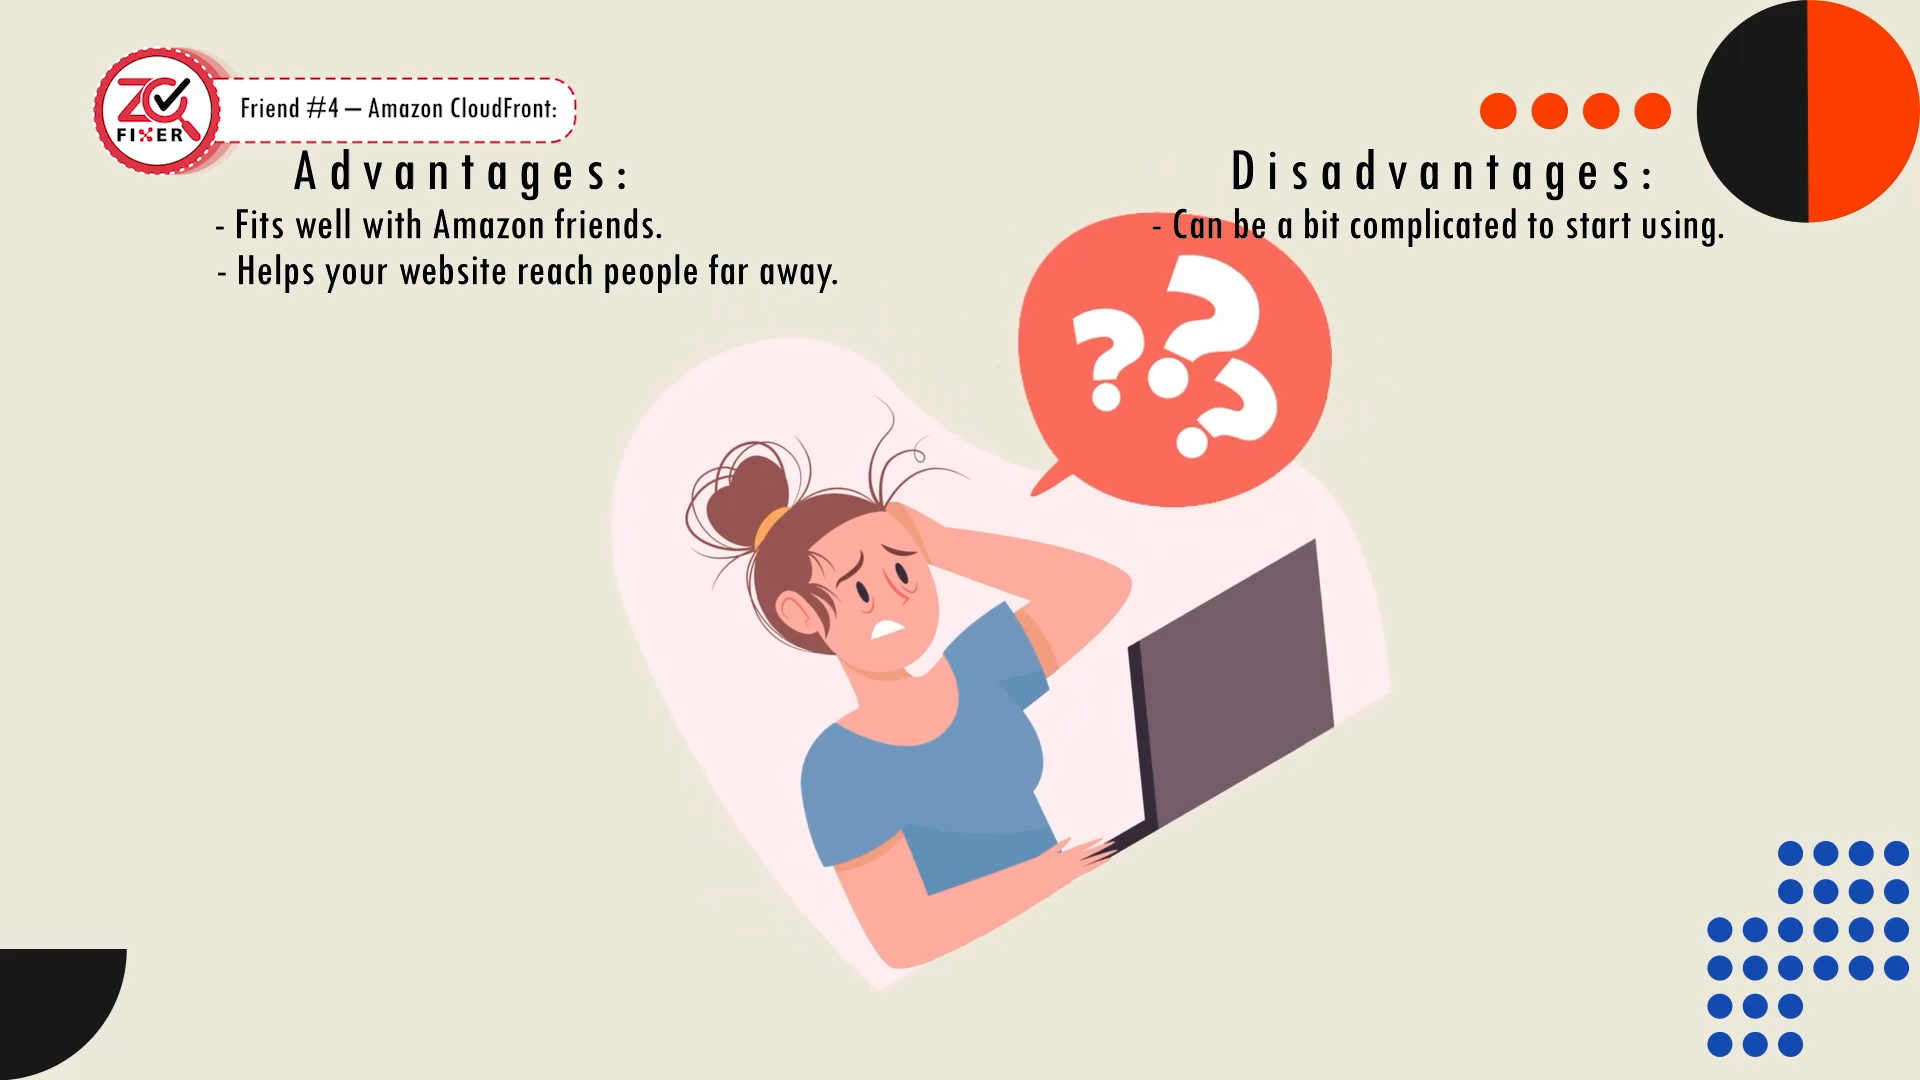 ZQ
FIXER
Friend #4 – Amazon CloudFront:
Advantages:
- Fits well with Amazon friends.
- Helps your website reach people far away.
Disadvantages:
- Can be a bit complicated to start using.
? ? ?